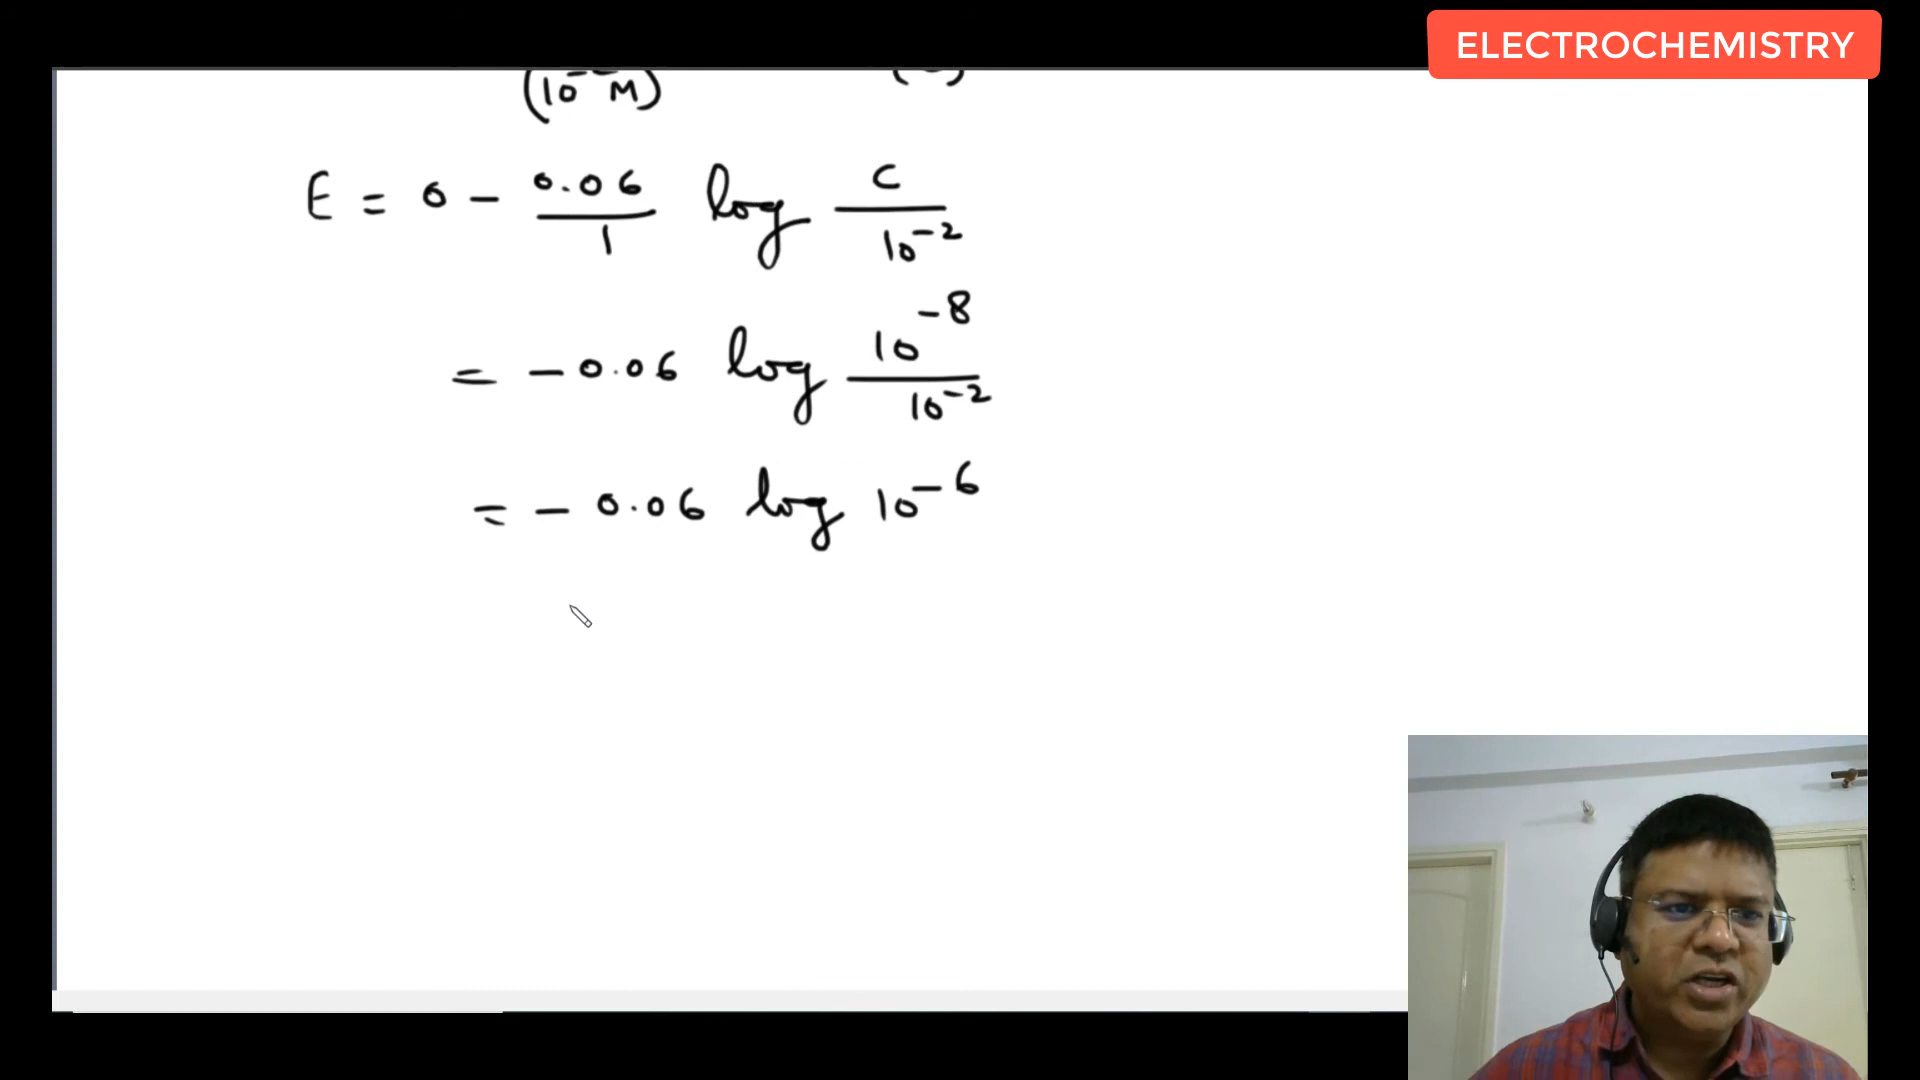 ELECTROCHEMISTRY
(10⁻ M)
E = 0 - 0.06/1 log C/10⁻²
= - 0.06 log 10⁻⁸/10⁻²
= - 0.06 log 10⁻⁶